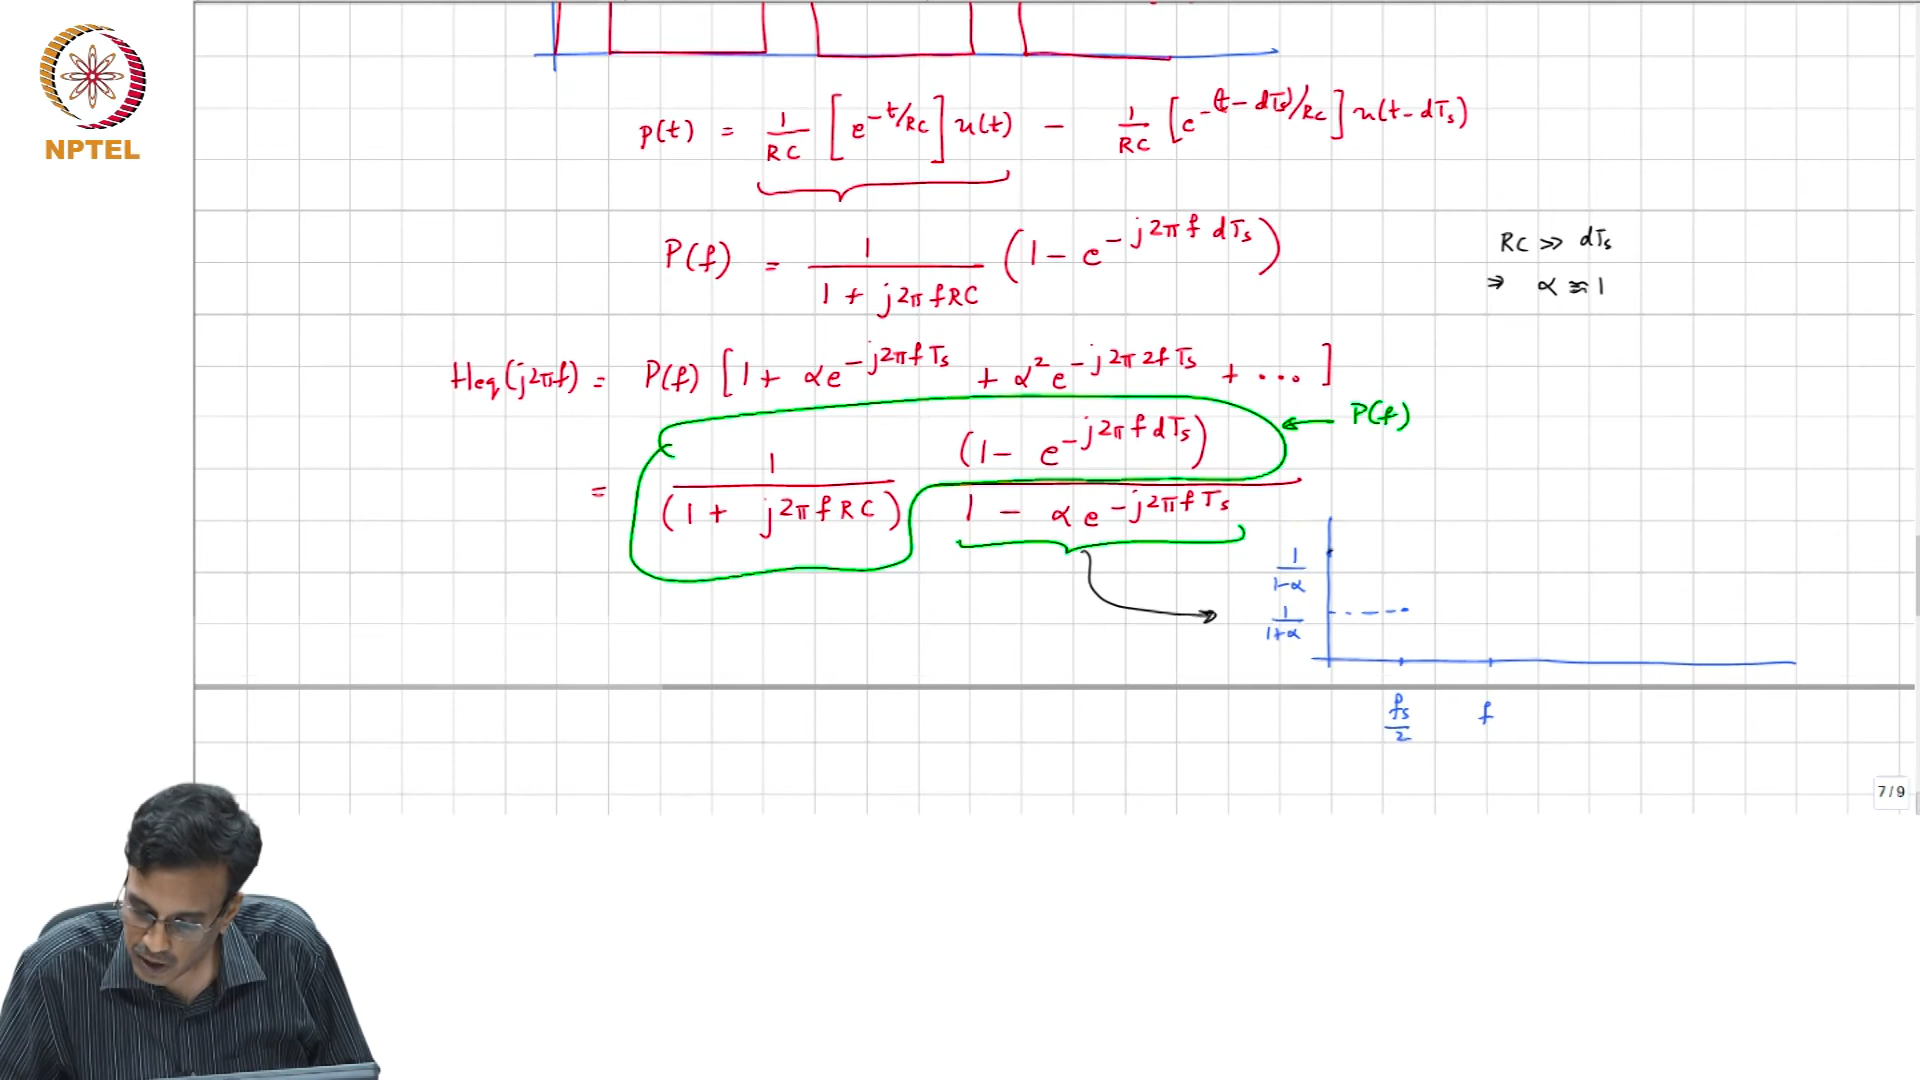 NPTEL
p(t) = 1/RC [e^{-t/RC}] u(t) - 1/RC [e^{-(t-dTs)/RC}] u(t-dTs)
P(f) = 1/(1 + j2πfRC) (1 - e^{-j2πf dTs})
RC ≫ dTs
⇒ α ≈ 1
Heq(j2πf) = P(f) [1 + αe^{-j2πfTs} + α²e^{-j2π2fTs} + ...]
= 1/(1 + j2πfRC) (1 - e^{-j2πfdTs})/(1 - αe^{-j2πfTs}) ← P(f)
1/(1-α)
1/(1+α)
fs/2 f
7/9